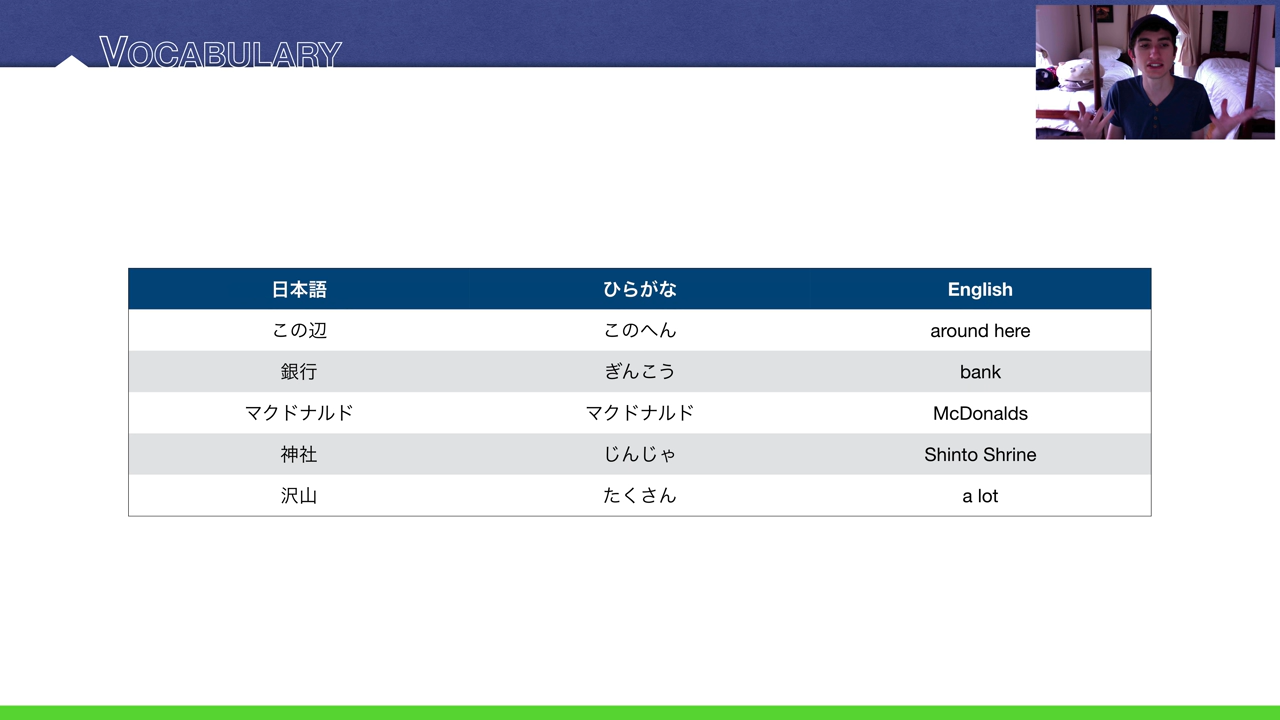 VOCABULARY
日本語 ひらがな English
この辺 このへん around here
銀行 ぎんこう bank
マクドナルド マクドナルド McDonalds
神社 じんじゃ Shinto Shrine
沢山 たくさん a lot